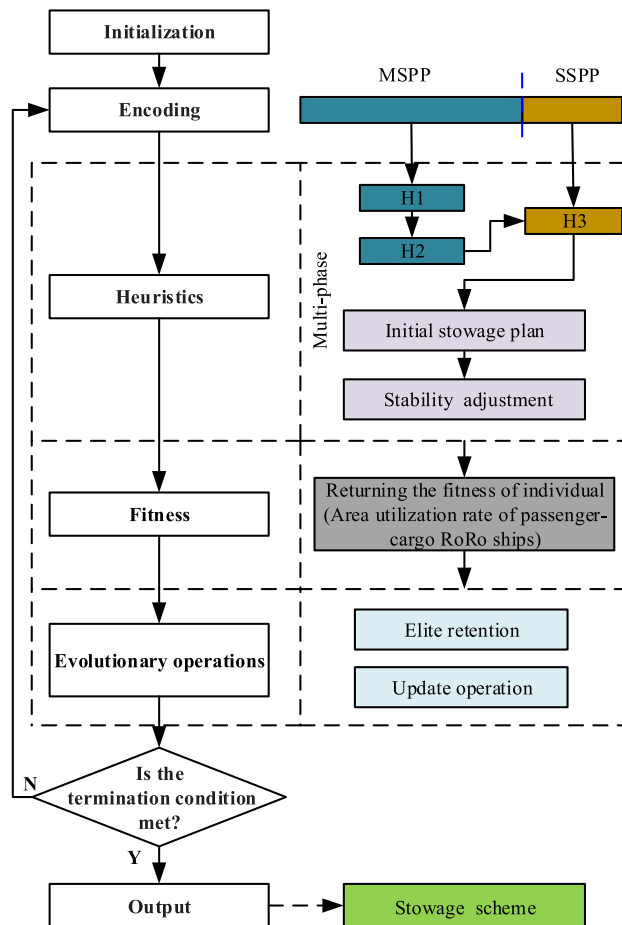 Initialization
Encoding
MSPP
SSPP
H1
H2
H3
Multi-phase
Heuristics
Initial stowage plan
Stability adjustment
Fitness
Returning the fitness of individual
(Area utilization rate of passenger-
cargo RoRo ships)
Evolutionary operations
Elite retention
Update operation
Is the
termination condition
met?
N
Y
Output
Stowage scheme